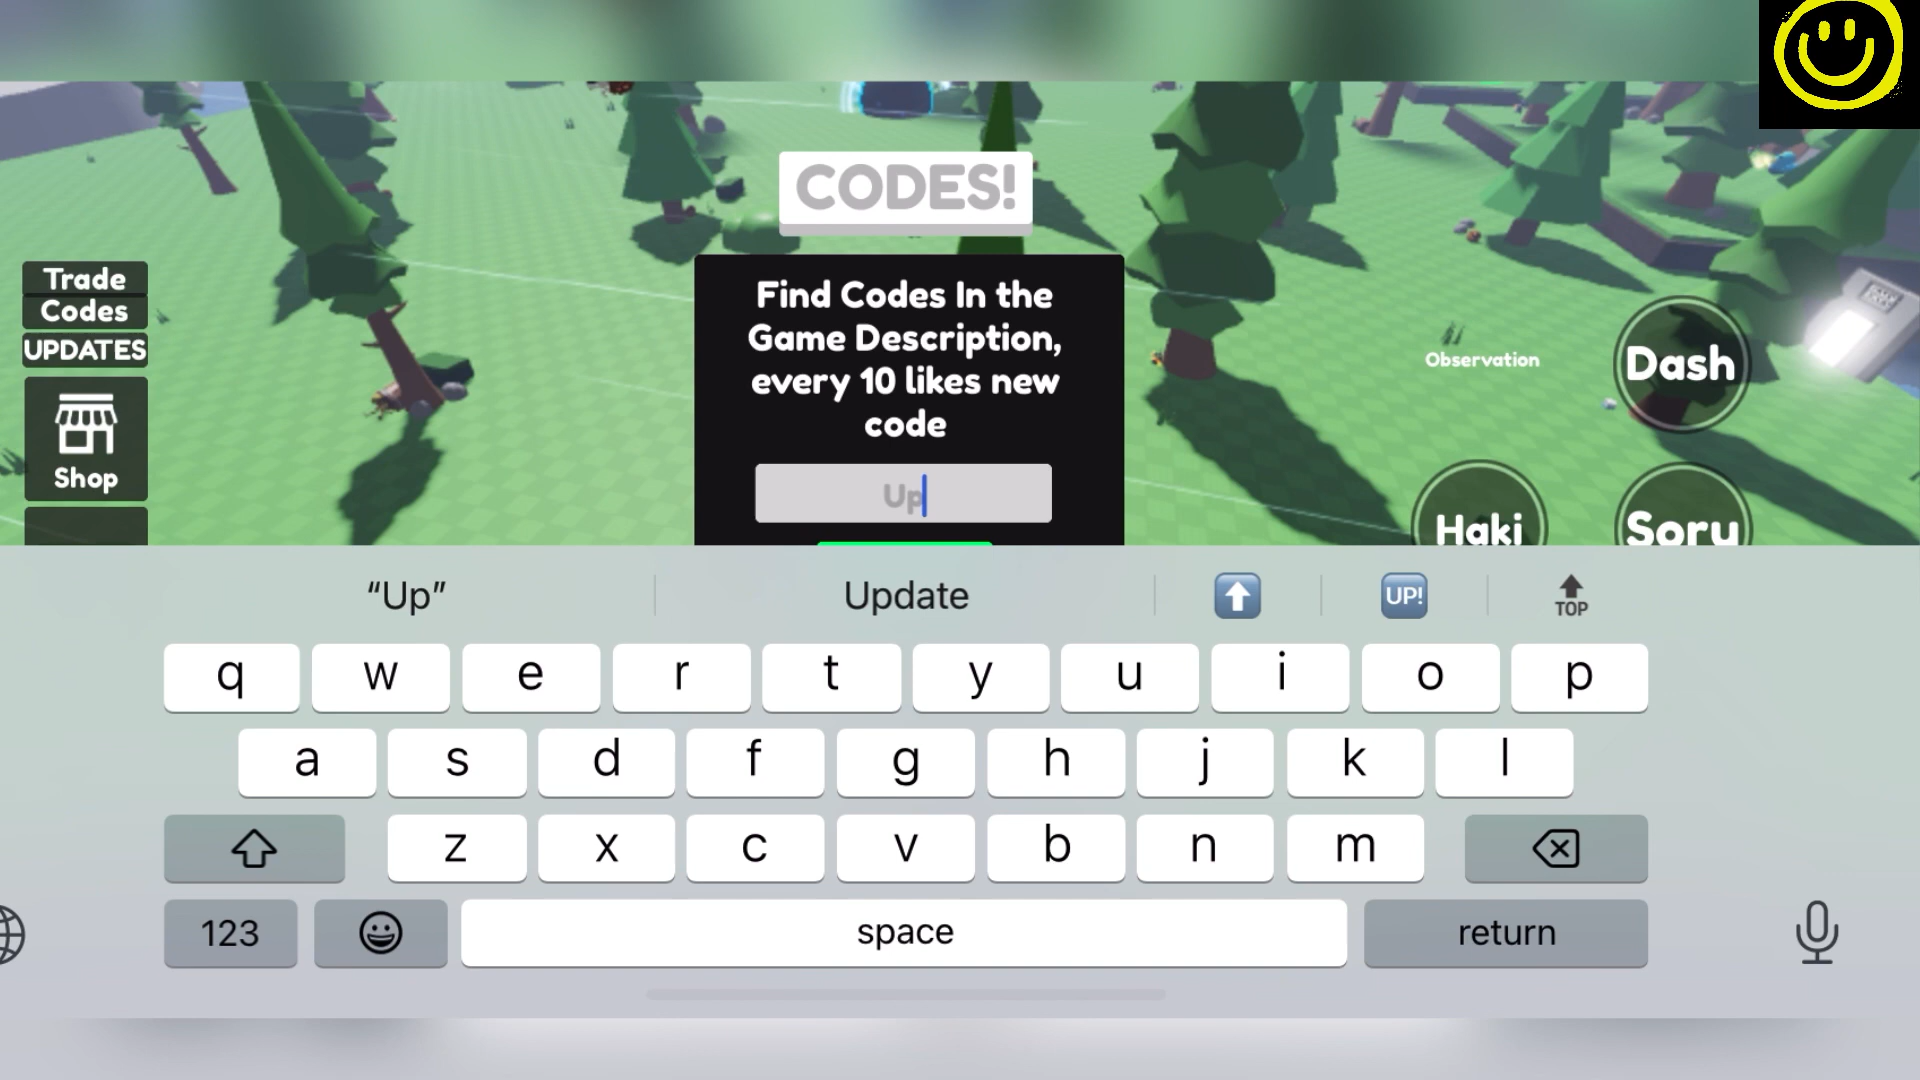 CODES!
Find Codes In the
Game Description,
every 10 likes new
code
Up
Trade
Codes
UPDATES
Shop
Observation
Dash
Haki
Soru
“Up”
Update
UP!
TOP
q w e r t y u i o p
a s d f g h j k l
z x c v b n m
123
space
return